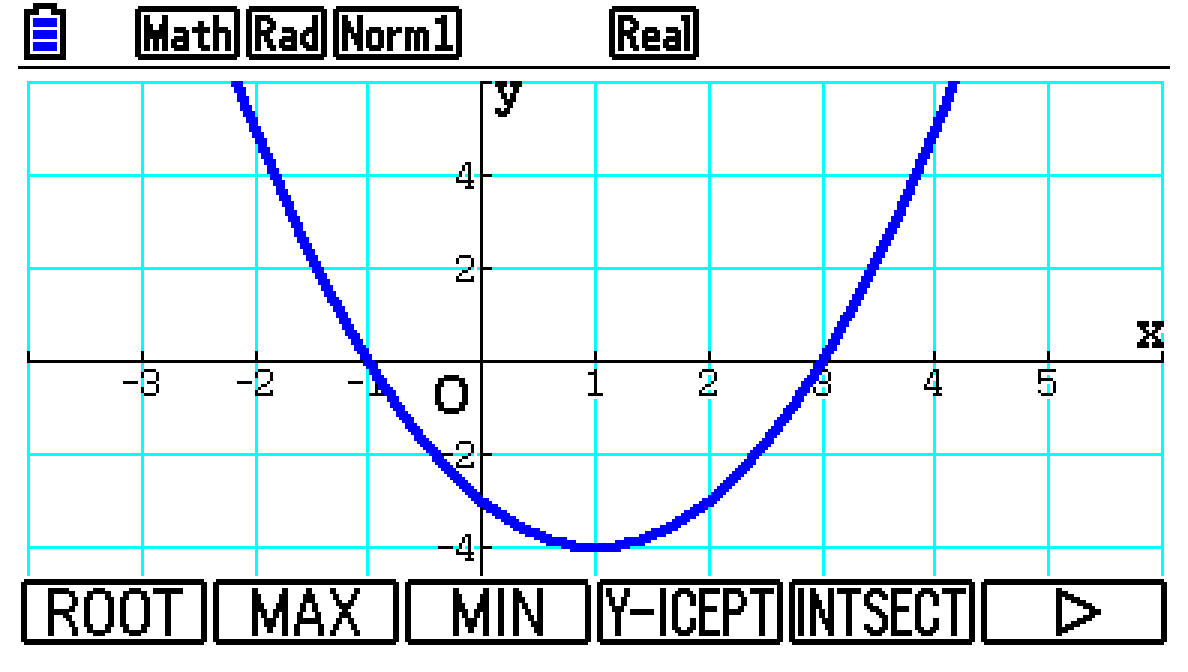 Math Rad Norm1 Real
y
4
2
x
-3 -2 -1 O 1 2 3 4 5
-2
-4
ROOT MAX MIN Y-ICEPT INTSECT ▷